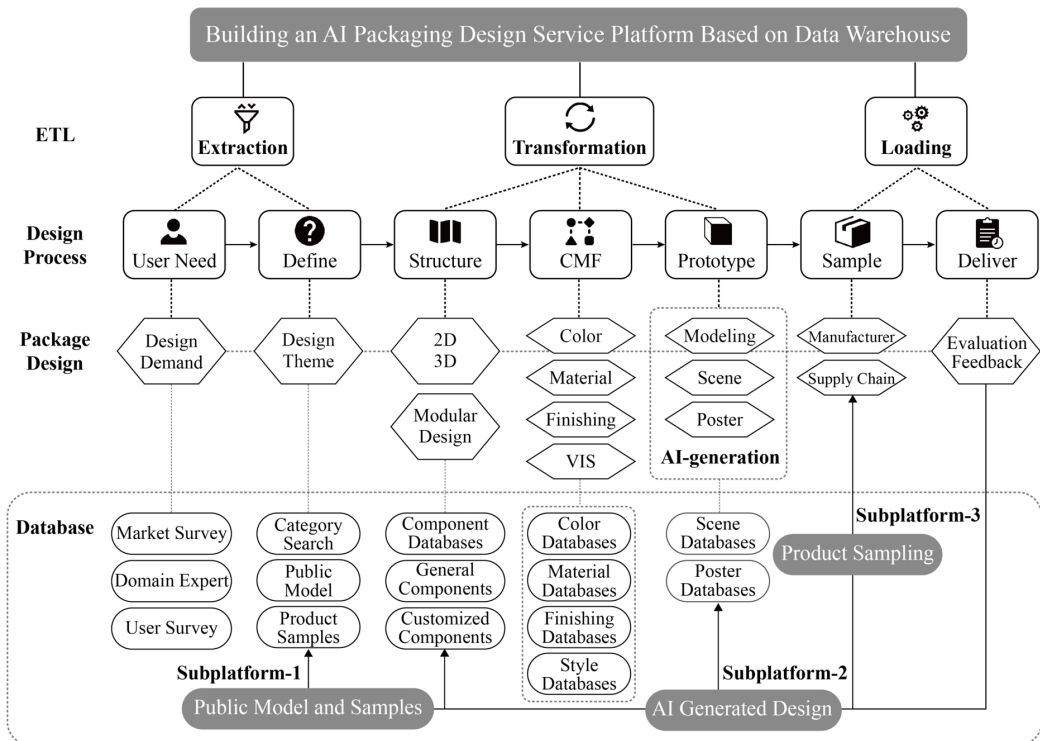 Building an AI Packaging Design Service Platform Based on Data Warehouse
ETL
Extraction
Transformation
Loading
Design
Process
User Need
Define
Structure
CMF
Prototype
Sample
Deliver
Package
Design
Design
Demand
Design
Theme
2D
3D
Modular
Design
Color
Material
Finishing
VIS
Modeling
Scene
Poster
AI-generation
Manufacturer
Supply Chain
Evaluation
Feedback
Database
Market Survey
Domain Expert
User Survey
Category
Search
Public
Model
Product
Samples
Component
Databases
General
Components
Customized
Components
Color
Databases
Material
Databases
Finishing
Databases
Style
Databases
Scene
Databases
Poster
Databases
Subplatform-3
Product Sampling
Subplatform-1
Public Model and Samples
Subplatform-2
AI Generated Design